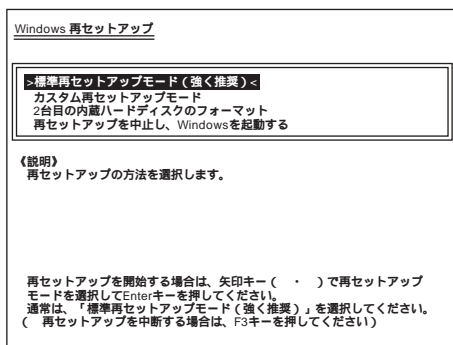 Windows 再セットアップ
>標準再セットアップモード（強く推奨）<
カスタム再セットアップモード
2台目の内蔵ハードディスクのフォーマット
再セットアップを中止し、Windowsを起動する
《説明》
再セットアップの方法を選択します。
再セットアップを開始する場合は、矢印キー（　・　）で再セットアップ
モードを選択してEnterキーを押してください。
通常は、「標準再セットアップモード（強く推奨）」を選択してください。
（　再セットアップを中断する場合は、F3キーを押してください）